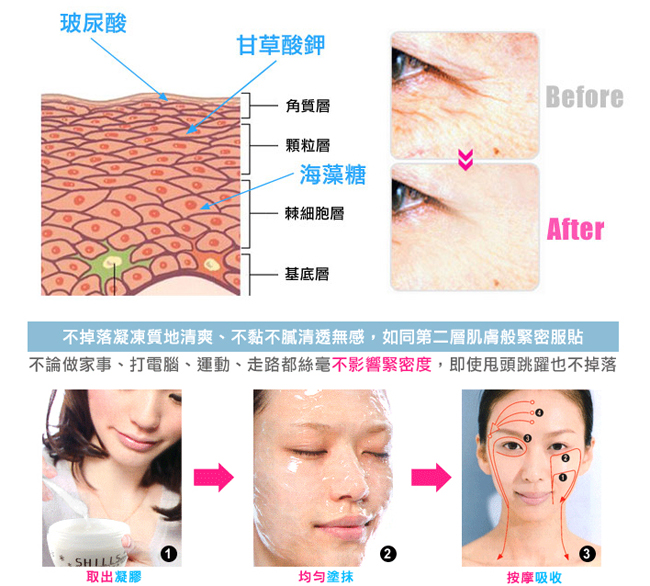 玻尿酸
甘草酸鉀
角質層
顆粒層
海藻糖
棘細胞層
基底層
Before
After
不掉落凝凍質地清爽、不黏不膩清透無感，如同第二層肌膚般緊密服貼
不論做家事、打電腦、運動、走路都絲毫不影響緊密度，即使甩頭跳躍也不掉落
SHILLS
1
2
3
4
3
2
1
取出凝膠
均勻塗抹
按摩吸收